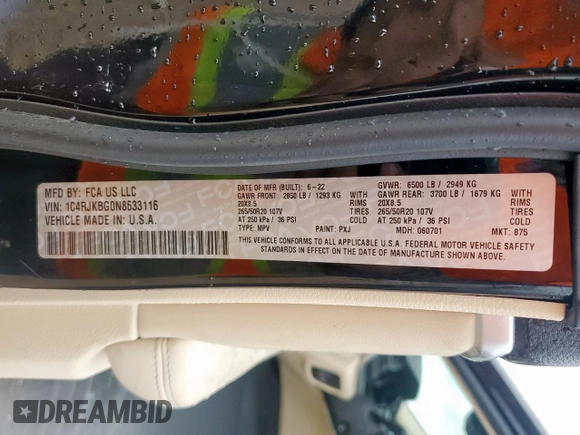 MFD BY: FCA US LLC
VIN: 1C4RJKBG0N8633116
VEHICLE MADE IN U.S.A.
DATE OF MFR (BUILT): 6-22
GAWR FRONT: 2850 LB / 1293 KG WITH
20X8.5 RIMS
265/50R20 107V TIRES
AT 250 kPa / 36 PSI COLD
TYPE: MPV PAINT: PXJ
GVWR: 6500 LB / 2949 KG
GAWR REAR: 3700 LB / 1679 KG WITH
20X8.5 RIMS
265/50R20 107V TIRES
AT 250 kPa / 36 PSI COLD
MDH: 060701 MKT: 875
THIS VEHICLE CONFORMS TO ALL APPLICABLE U.S.A. FEDERAL MOTOR VEHICLE SAFETY
STANDARDS IN EFFECT ON THE DATE OF MANUFACTURE SHOWN ABOVE.
DREAMBID